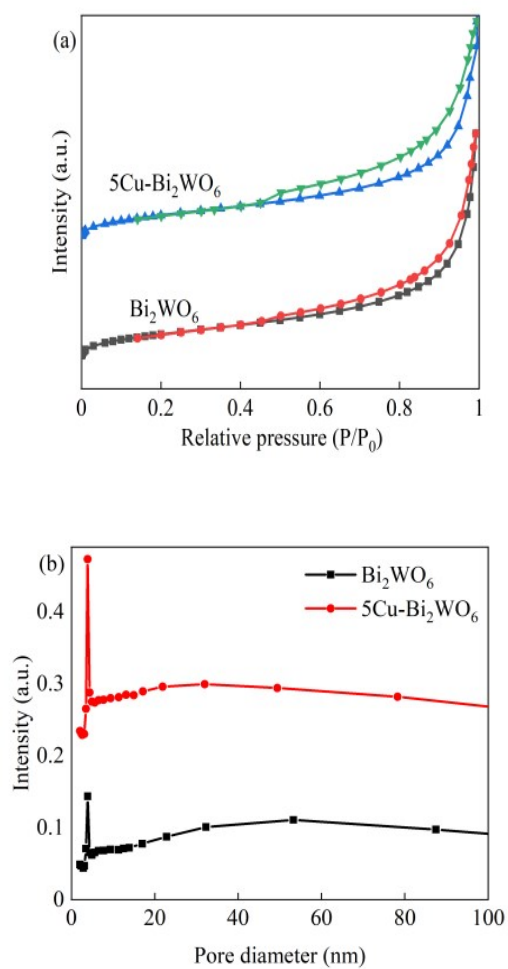 (a)
Intensity (a.u.)
5Cu-Bi₂WO₆
Bi₂WO₆
0 0.2 0.4 0.6 0.8 1
Relative pressure (P/P₀)
(b)
Bi₂WO₆
5Cu-Bi₂WO₆
Intensity (a.u.)
0.4
0.3
0.2
0.1
0
0 20 40 60 80 100
Pore diameter (nm)